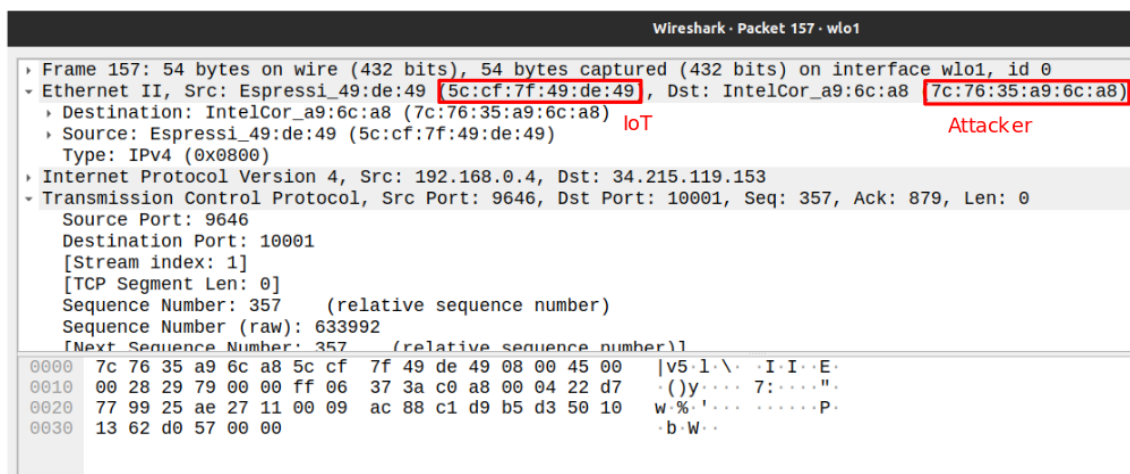 Wireshark · Packet 157 · wlo1
Frame 157: 54 bytes on wire (432 bits), 54 bytes captured (432 bits) on interface wlo1, id 0
Ethernet II, Src: Espressi_49:de:49 (5c:cf:7f:49:de:49), Dst: IntelCor_a9:6c:a8 (7c:76:35:a9:6c:a8)
Destination: IntelCor_a9:6c:a8 (7c:76:35:a9:6c:a8)
IoT
Attacker
Source: Espressi_49:de:49 (5c:cf:7f:49:de:49)
Type: IPv4 (0x0800)
Internet Protocol Version 4, Src: 192.168.0.4, Dst: 34.215.119.153
Transmission Control Protocol, Src Port: 9646, Dst Port: 10001, Seq: 357, Ack: 879, Len: 0
Source Port: 9646
Destination Port: 10001
[Stream index: 1]
[TCP Segment Len: 0]
Sequence Number: 357    (relative sequence number)
Sequence Number (raw): 633992
[Next Sequence Number: 357    (relative sequence number)]
0000  7c 76 35 a9 6c a8 5c cf  7f 49 de 49 08 00 45 00   |v5·l·\· ·I·I··E·
0010  00 28 29 79 00 00 ff 06  37 3a c0 a8 00 04 22 d7   ·()y···· 7:····"·
0020  77 99 25 ae 27 11 00 09  ac 88 c1 d9 b5 d3 50 10   w·%·'··· ······P·
0030  13 62 d0 57 00 00   ·b·W··